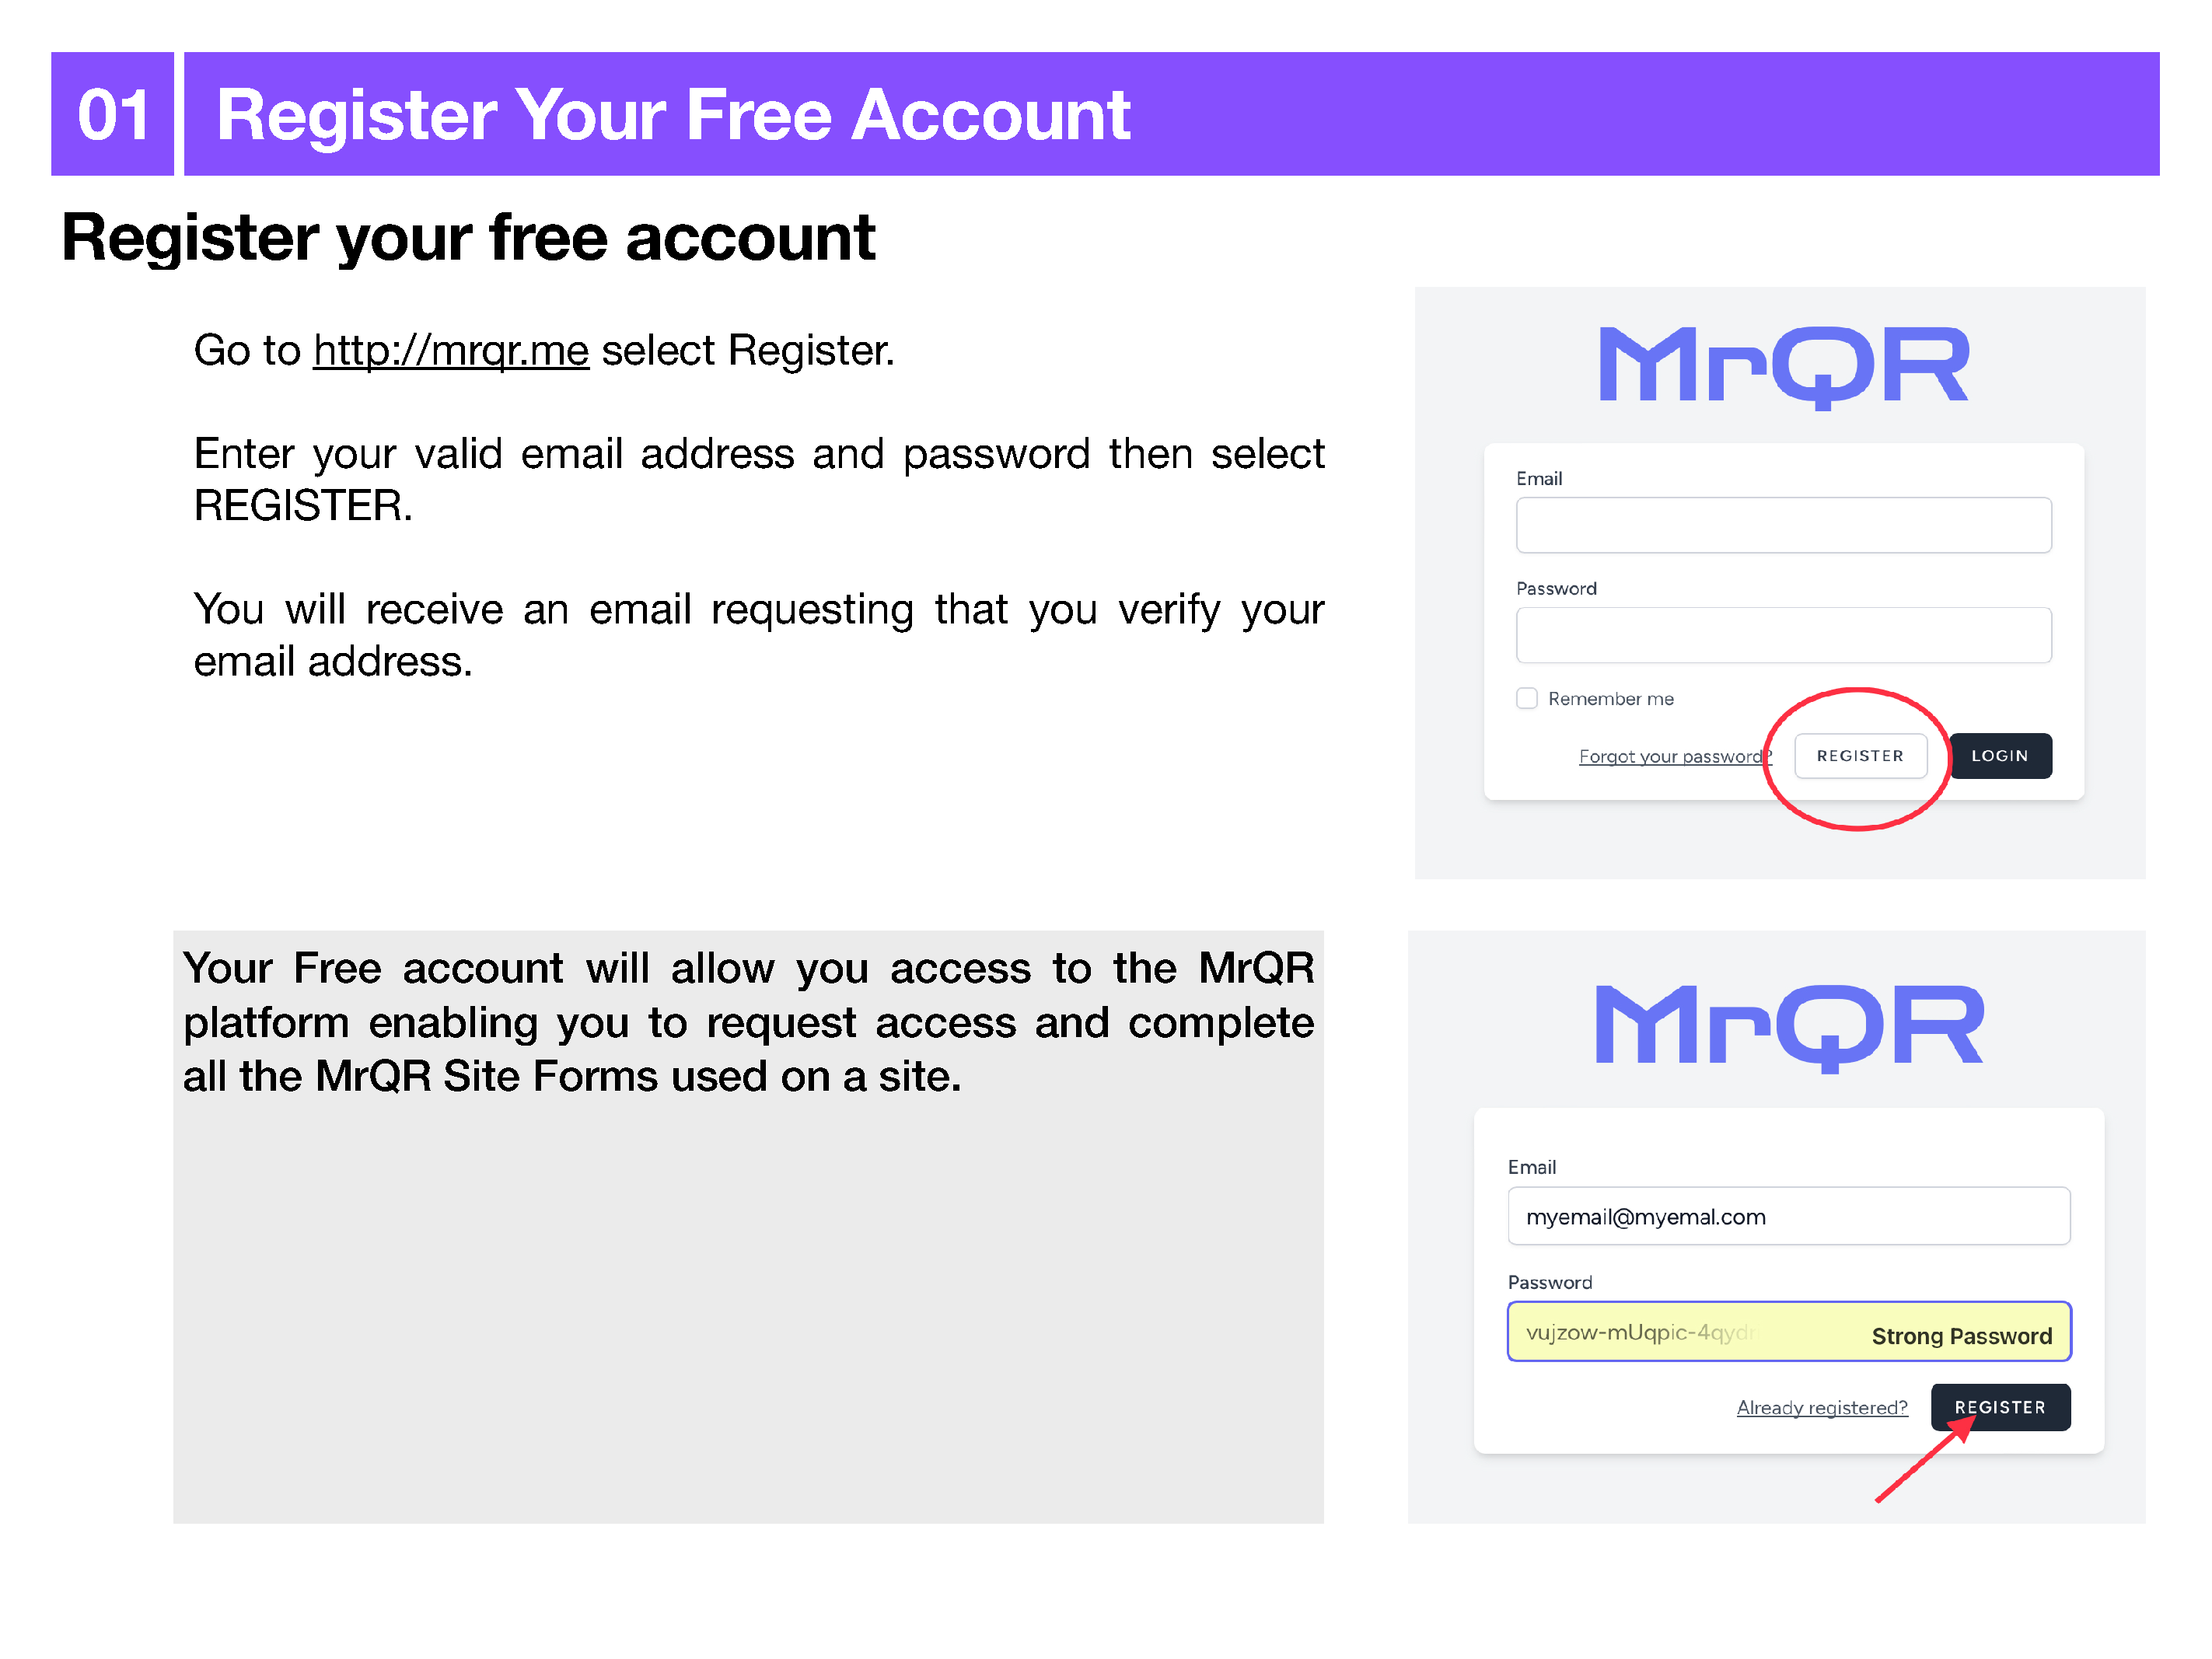 01
Register Your Free Account
Register your free account
Go to http://mrqr.me select Register.
Enter your valid email address and password then select
REGISTER.
You will receive an email requesting that you verify your
email address.
MrQR
Email
Password
Remember me
Forgot your password?
REGISTER
LOGIN
Your Free account will allow you access to the MrQR
platform enabling you to request access and complete
all the MrQR Site Forms used on a site.
MrQR
Email
myemail@myemal.com
Password
vujzow-mUqpic-4qyd
Strong Password
Already registered?
REGISTER